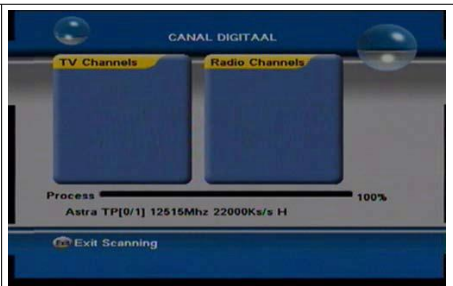 CANAL DIGITAAL
TV Channels
Radio Channels
Process 100%
Astra TP[0/1] 12515Mhz 22000Ks/s H
Exit Scanning